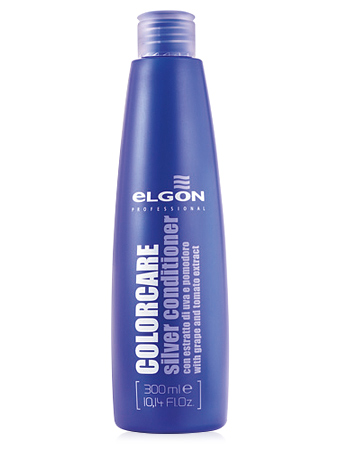 eLGON
PROFESSIONAL
COLORCARE
silver conditioner
con estratto di uva e pomodoro
with grape and tomato extract
300 ml e
10,14 Fl.Oz.